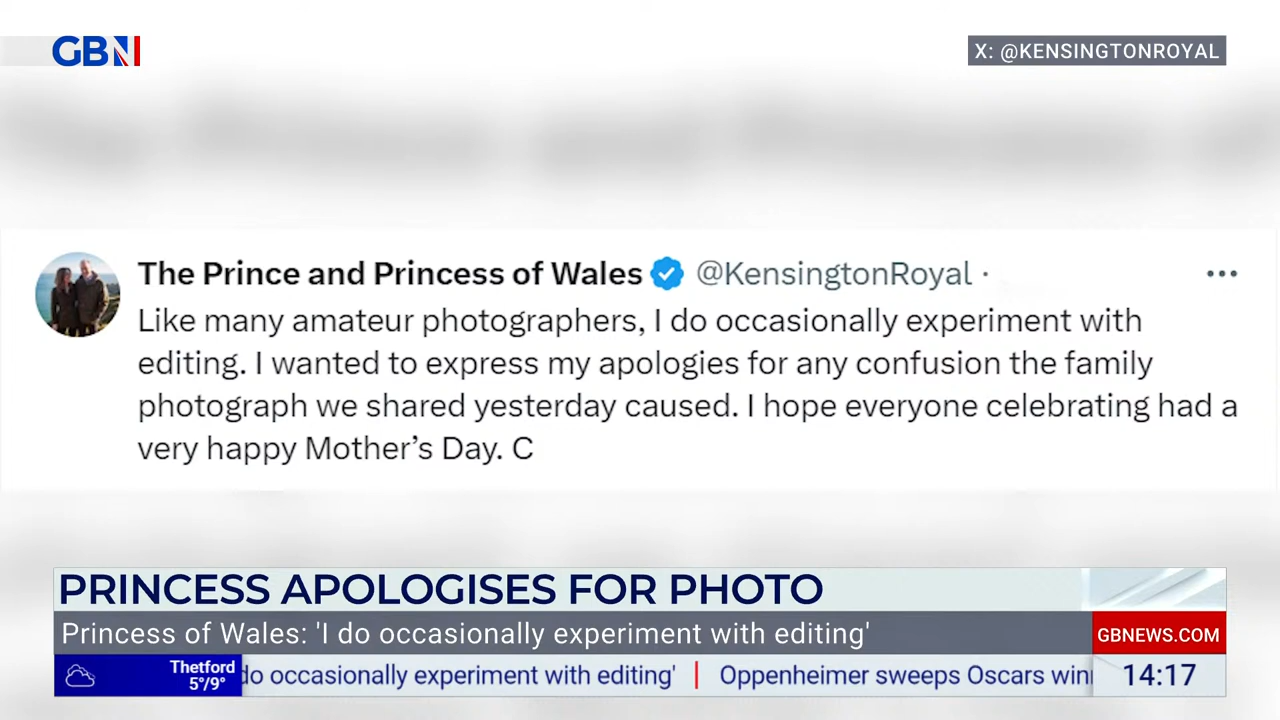 GBN
X: @KENSINGTONROYAL
The Prince and Princess of Wales @KensingtonRoyal ·
Like many amateur photographers, I do occasionally experiment with
editing. I wanted to express my apologies for any confusion the family
photograph we shared yesterday caused. I hope everyone celebrating had a
very happy Mother’s Day. C
PRINCESS APOLOGISES FOR PHOTO
Princess of Wales: 'I do occasionally experiment with editing'
GBNEWS.COM
Thetford
5°/9°
do occasionally experiment with editing' | Oppenheimer sweeps Oscars
14:17